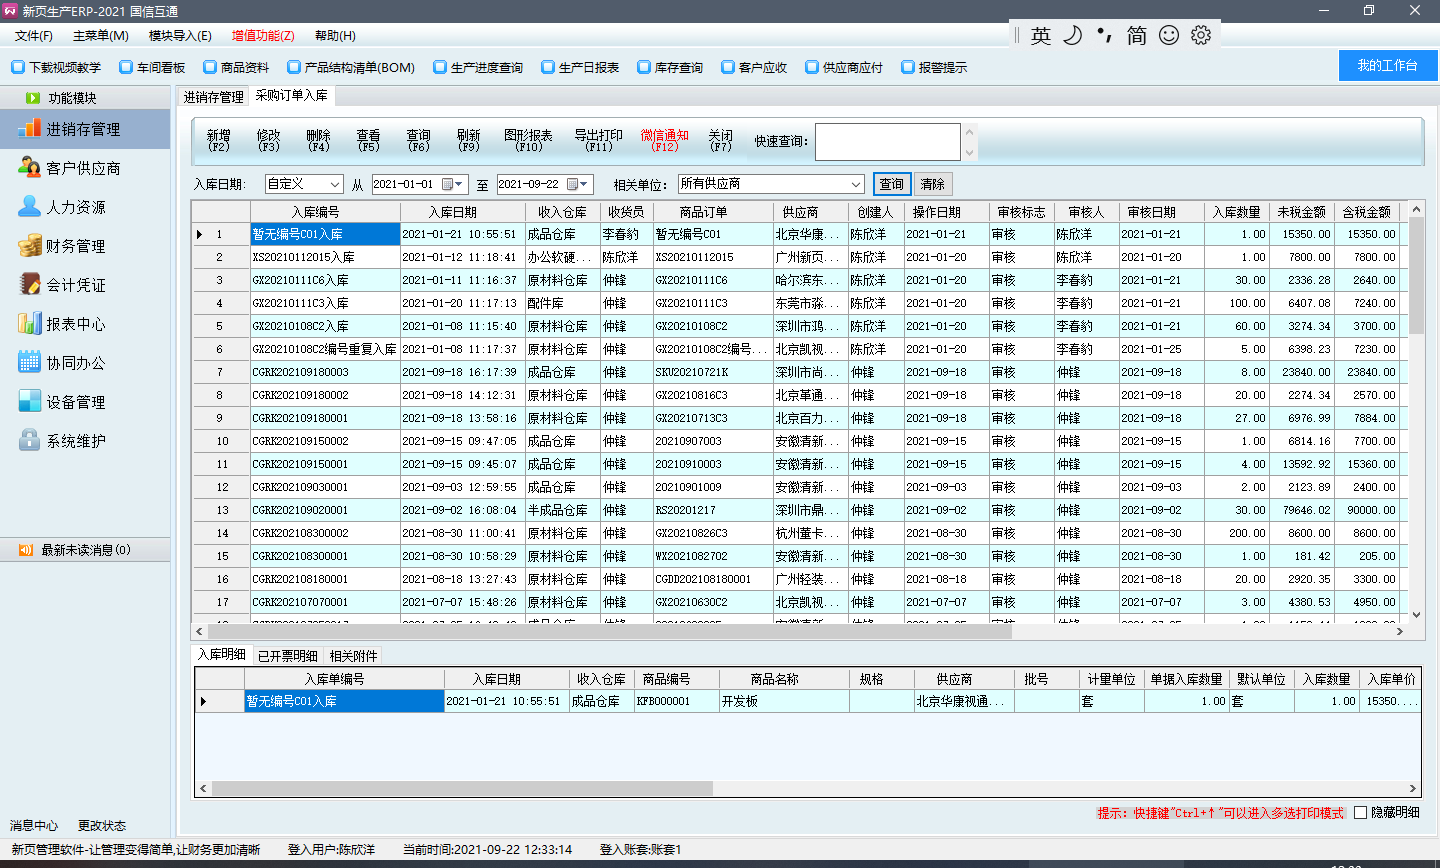 新页生产ERP-2021 国信互通
文件(F) 主菜单(M) 模块导入(E) 增值功能(Z) 帮助(H)
英 简
下载视频教学 车间看板 商品资料 产品结构清单(BOM) 生产进度查询 生产日报表 库存查询 客户应收 供应商应付 报警提示 我的工作台
功能模块
进销存管理
客户供应商
人力资源
财务管理
会计凭证
报表中心
协同办公
设备管理
系统维护
最新未读消息(0)
消息中心 更改状态
进销存管理 采购订单入库
新增 修改 删除 查看 查询 刷新 图形报表 导出打印 微信通知 关闭 快速查询:
(F2) (F3) (F4) (F5) (F6) (F9) (F10) (F11) (F12) (F7)
入库日期: 自定义 从 2021-01-01 至 2021-09-22 相关单位: 所有供应商 查询 清除
入库编号 入库日期 收入仓库 收货员 商品订单 供应商 创建人 操作日期 审核标志 审核人 审核日期 入库数量 未税金额 含税金额
1 暂无编号C01入库 2021-01-21 10:55:51 成品仓库 李春豹 暂无编号C01 北京华康... 陈欣洋 2021-01-21 审核 陈欣洋 2021-01-21 1.00 15350.00 15350.00
2 XS20210112015入库 2021-01-12 11:18:41 办公软硬... 陈欣洋 XS20210112015 广州新页... 陈欣洋 2021-01-20 审核 陈欣洋 2021-01-20 1.00 7800.00 7800.00
3 GX20210111C6入库 2021-01-11 11:16:37 原材料仓库 仲锋 GX20210111C6 哈尔滨东... 陈欣洋 2021-01-21 审核 李春豹 2021-01-21 30.00 2336.28 2640.00
4 GX20210111C3入库 2021-01-20 11:17:13 配件库 仲锋 GX20210111C3 东莞市淼... 陈欣洋 2021-01-20 审核 李春豹 2021-01-21 100.00 6407.08 7240.00
5 GX20210108C2入库 2021-01-08 11:15:40 原材料仓库 仲锋 GX20210108C2 深圳市鸿... 陈欣洋 2021-01-20 审核 李春豹 2021-01-21 60.00 3274.34 3700.00
6 GX20210108C2编号重复入库 2021-01-08 11:17:37 原材料仓库 仲锋 GX20210108C2编号... 北京凯视... 陈欣洋 2021-01-20 审核 李春豹 2021-01-25 5.00 6398.23 7230.00
7 CGRK202109180003 2021-09-18 16:17:39 成品仓库 仲锋 SKU20210721K 深圳市尚... 仲锋 2021-09-18 审核 仲锋 2021-09-18 8.00 23840.00 23840.00
8 CGRK202109180002 2021-09-18 14:12:31 原材料仓库 仲锋 GX20210816C3 北京革通... 仲锋 2021-09-18 审核 仲锋 2021-09-18 20.00 2274.34 2570.00
9 CGRK202109180001 2021-09-18 13:58:16 原材料仓库 仲锋 GX20210713C3 北京百力... 仲锋 2021-09-18 审核 仲锋 2021-09-18 27.00 6976.99 7884.00
10 CGRK202109150002 2021-09-15 09:47:05 成品仓库 仲锋 20210907003 安徽清新... 仲锋 2021-09-15 审核 仲锋 2021-09-15 1.00 6814.16 7700.00
11 CGRK202109150001 2021-09-15 09:45:07 成品仓库 仲锋 20210910003 安徽清新... 仲锋 2021-09-15 审核 仲锋 2021-09-15 4.00 13592.92 15360.00
12 CGRK202109030001 2021-09-03 12:59:55 成品仓库 仲锋 20210901009 安徽清新... 仲锋 2021-09-03 审核 仲锋 2021-09-03 2.00 2123.89 2400.00
13 CGRK202109020001 2021-09-02 16:08:04 半成品仓库 仲锋 RS20201217 深圳市鼎... 仲锋 2021-09-02 审核 仲锋 2021-09-02 30.00 79646.02 90000.00
14 CGRK202108300002 2021-08-30 11:00:41 原材料仓库 仲锋 GX20210826C3 杭州董卡... 仲锋 2021-08-30 审核 仲锋 2021-08-30 200.00 8600.00 8600.00
15 CGRK202108300001 2021-08-30 10:58:29 原材料仓库 仲锋 WX2021082702 安徽清新... 仲锋 2021-08-30 审核 仲锋 2021-08-30 1.00 181.42 205.00
16 CGRK202108180001 2021-08-18 13:27:43 原材料仓库 仲锋 CGDD202108180001 广州轻装... 仲锋 2021-08-18 审核 仲锋 2021-08-18 20.00 2920.35 3300.00
17 CGRK202107070001 2021-07-07 15:48:26 原材料仓库 仲锋 GX20210630C2 北京凯视... 仲锋 2021-07-07 审核 仲锋 2021-07-07 3.00 4380.53 4950.00
入库明细 已开票明细 相关附件
入库单编号 入库日期 收入仓库 商品编号 商品名称 规格 供应商 批号 计量单位 单据入库数量 默认单位 入库数量 入库单价
暂无编号C01入库 2021-01-21 10:55:51 成品仓库 KFB000001 开发板 北京华康视通... 套 1.00 套 1.00 15350....
提示: 快捷键"Ctrl+↑"可以进入多选打印模式 隐藏明细
新页管理软件-让管理变得简单,让财务更加清晰 登入用户:陈欣洋 当前时间:2021-09-22 12:33:14 登入账套:账套1